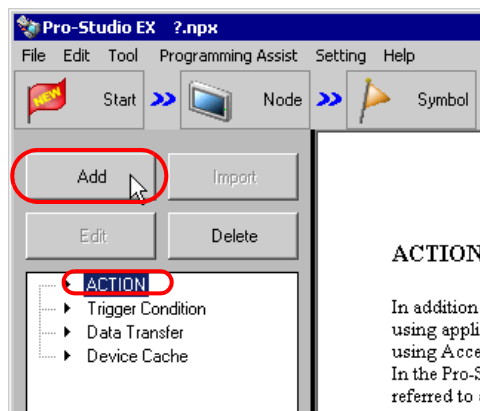 Pro-Studio EX ?.npx
File Edit Tool Programming Assist Setting Help
NEW Start Node Symbol
Add Import
Edit Delete
ACTION
Trigger Condition
Data Transfer
Device Cache
ACTION
In addition
using appli
using Acce
In the Pro-S
referred to